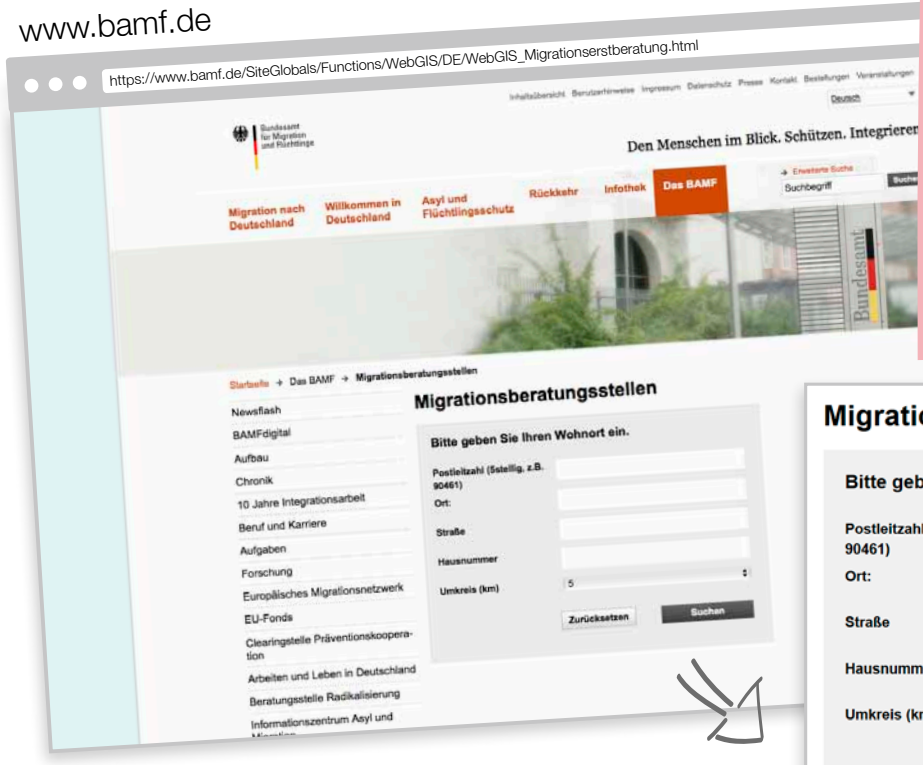 www.bamf.de
https://www.bamf.de/SiteGlobals/Functions/WebGIS/DE/WebGIS_Migrationserstberatung.html
Inhaltsübersicht Benutzerhinweise Impressum Datenschutz Presse Kontakt Bestellungen Veranstaltungen
Deutsch
Bundesamt
für Migration
und Flüchtlinge
Den Menschen im Blick. Schützen. Integrieren
→ Erweiterte Suche
Suchbegriff
Suchen
Migration nach
Deutschland
Willkommen in
Deutschland
Asyl und
Flüchtlingsschutz
Rückkehr
Infothek
Das BAMF
Bundesamt
Startseite → Das BAMF → Migrationsberatungsstellen
Newsflash
BAMFdigital
Aufbau
Chronik
10 Jahre Integrationsarbeit
Beruf und Karriere
Aufgaben
Forschung
Europäisches Migrationsnetzwerk
EU-Fonds
Clearingstelle Präventionskoopera-
tion
Arbeiten und Leben in Deutschland
Beratungsstelle Radikalisierung
Informationszentrum Asyl und
Migrationsberatungsstellen
Bitte geben Sie Ihren Wohnort ein.
Postleitzahl (5stellig, z.B.
90461)
Ort:
Straße
Hausnummer
Umkreis (km)
5
Zurücksetzen
Suchen
Migratio
Bitte geb
Postleitzahl
90461)
Ort:
Straße
Hausnumm
Umkreis (km